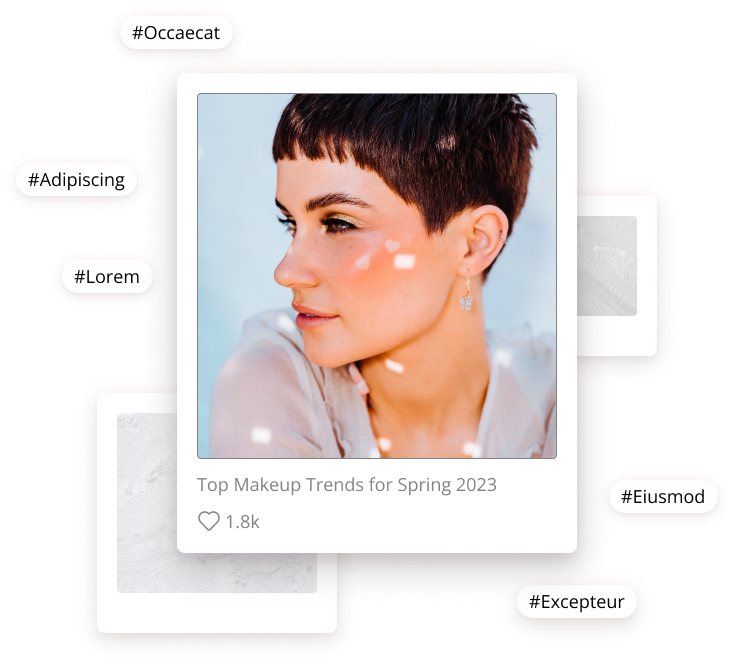 #Occaecat
#Adipiscing
#Lorem
Top Makeup Trends for Spring 2023
1.8k
#Eiusmod
#Excepteur